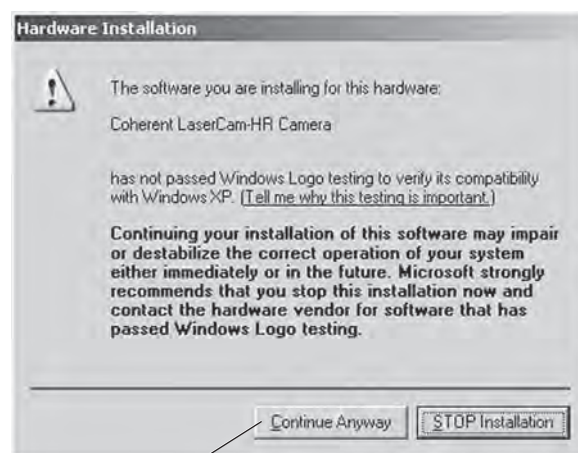 Hardware Installation
The software you are installing for this hardware:
Coherent LaserCam-HR Camera
has not passed Windows Logo testing to verify its compatibility
with Windows XP. (Tell me why this testing is important.)
Continuing your installation of this software may impair
or destabilize the correct operation of your system
either immediately or in the future. Microsoft strongly
recommends that you stop this installation now and
contact the hardware vendor for software that has
passed Windows Logo testing.
Continue Anyway
STOP Installation